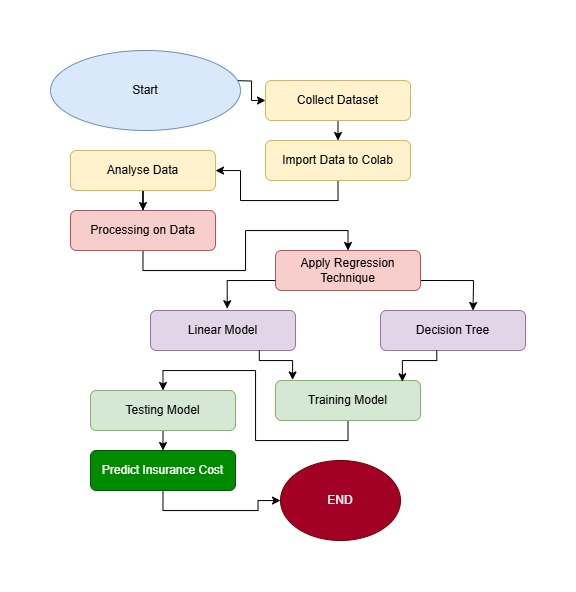 Start
Collect Dataset
Import Data to Colab
Analyse Data
Processing on Data
Apply Regression
Technique
Linear Model
Decision Tree
Training Model
Testing Model
Predict Insurance Cost
END